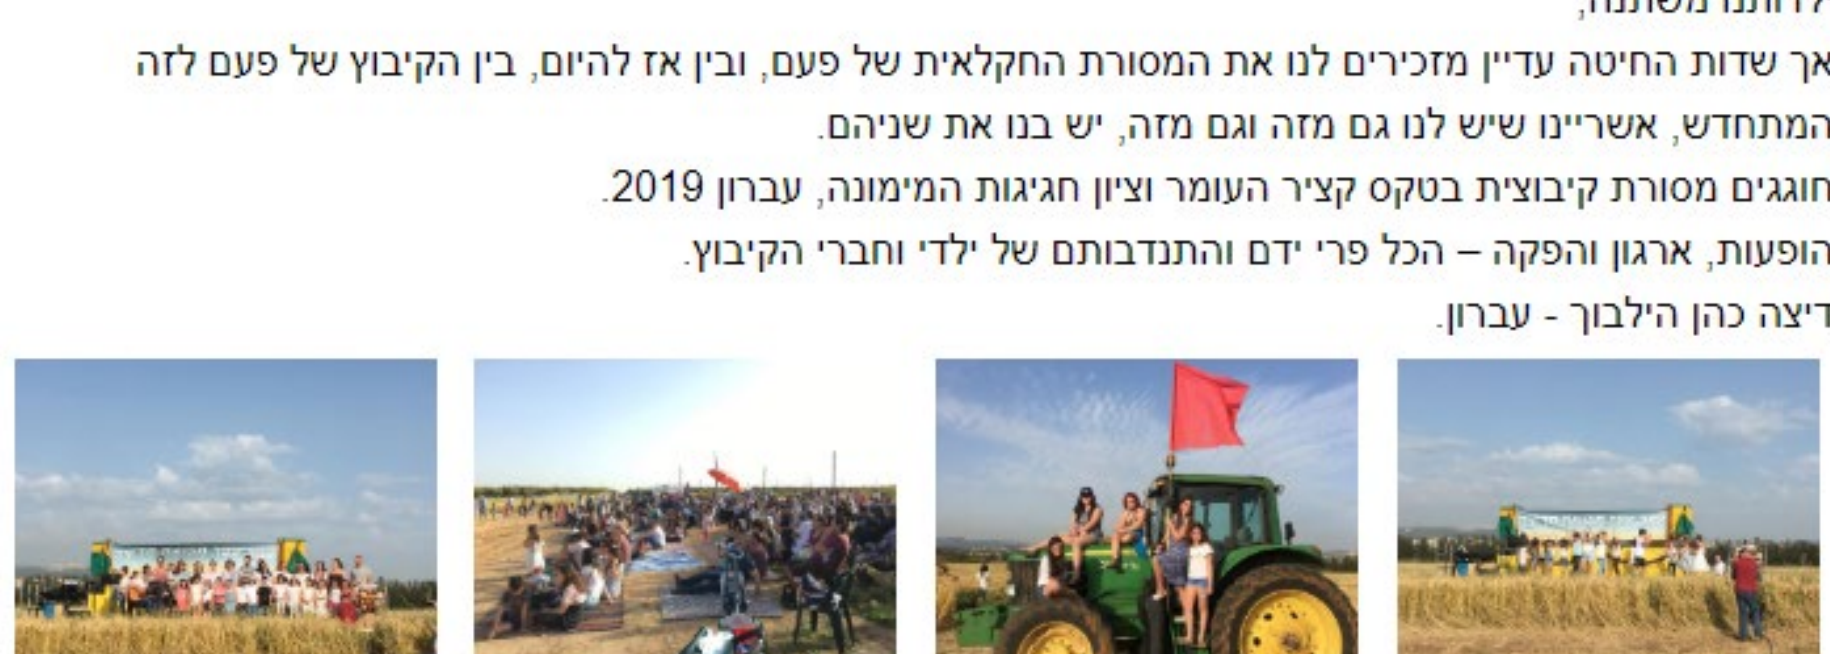 אך שדות החיטה עדיין מזכירים לנו את המסורת החקלאית של פעם, ובין אז להיום, בין הקיבוץ של פעם לזה
המתחדש, אשריינו שיש לנו גם מזה וגם מזה, יש בנו את שניהם.
חוגגים מסורת קיבוצית בטקס קציר העומר וציון חגיגות המימונה, עברון 2019.
הופעות, ארגון והפקה – הכל פרי ידם והתנדבותם של ילדי וחברי הקיבוץ.
דיצה כהן הילבוך - עברון.